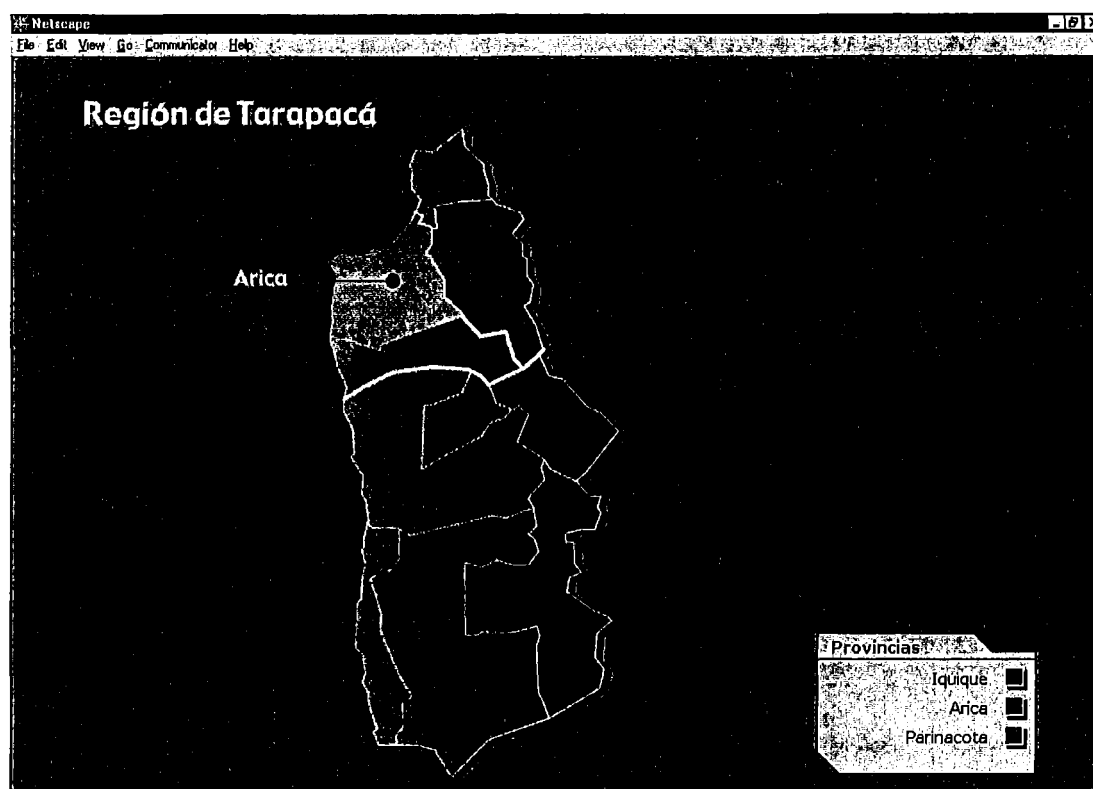 Netscape
File Edit View Go Communicator Help
Región de Tarapacá
Arica
Provincias
Iquique
Arica
Parinacota